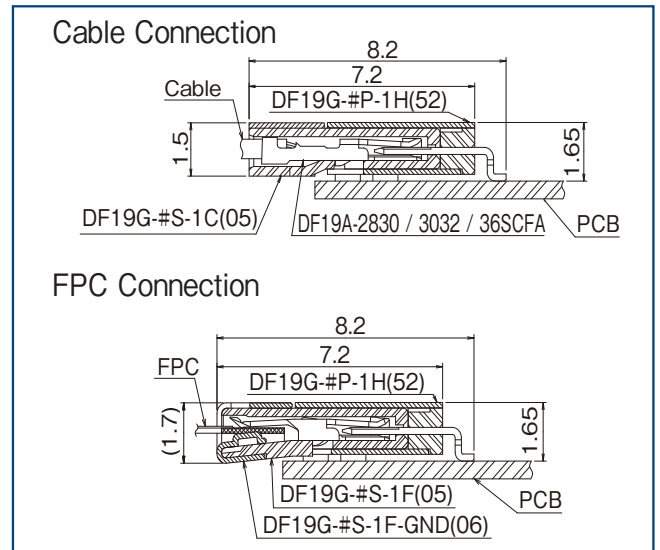 Cable Connection
8.2
7.2
Cable
DF19G-#P-1H(52)
1.5
1.65
DF19G-#S-1C(05)
DF19A-2830 / 3032 / 36SCFA
PCB
FPC Connection
8.2
7.2
FPC
DF19G-#P-1H(52)
(1.7)
1.65
DF19G-#S-1F(05)
PCB
DF19G-#S-1F-GND(06)